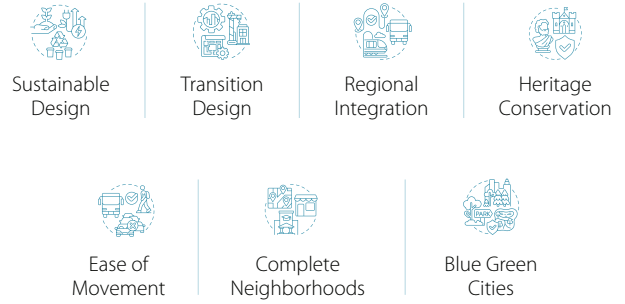 Sustainable
Design
Transition
Design
Regional
Integration
Heritage
Conservation
PARK
Ease of
Movement
Complete
Neighborhoods
Blue Green
Cities